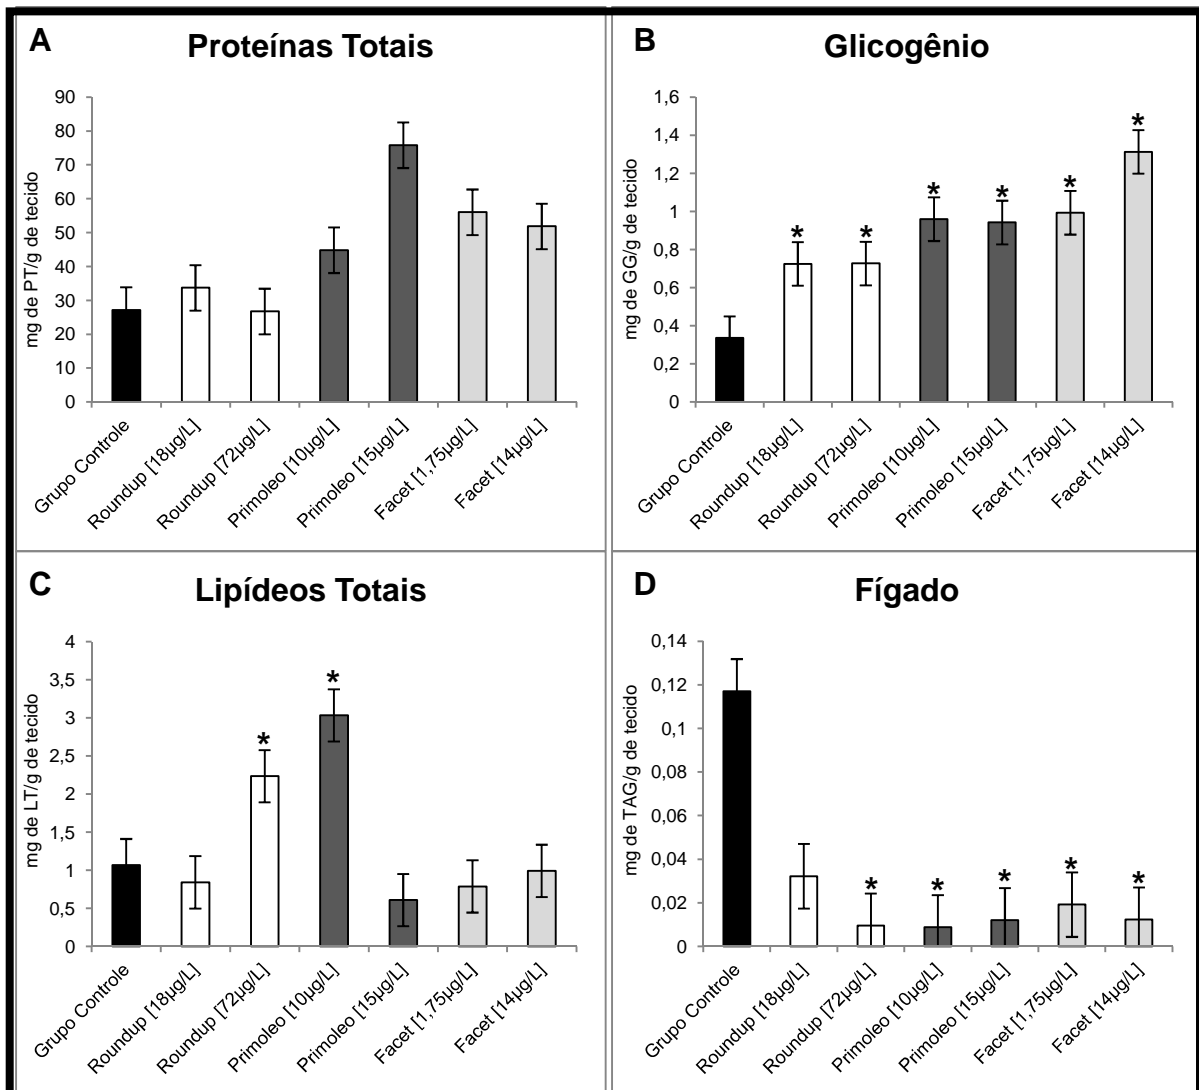 A
Proteínas Totais
mg de PT/g de tecido
90
80
70
60
50
40
30
20
10
0
Grupo Controle
Roundup [18µg/L]
Roundup [72µg/L]
Primoleo [10µg/L]
Primoleo [15µg/L]
Facet [1,75µg/L]
Facet [14µg/L]
B
Glicogênio
mg de GG/g de tecido
1,6
1,4
1,2
1
0,8
0,6
0,4
0,2
0
* * * * * *
Grupo Controle
Roundup [18µg/L]
Roundup [72µg/L]
Primoleo [10µg/L]
Primoleo [15µg/L]
Facet [1,75µg/L]
Facet [14µg/L]
C
Lipídeos Totais
mg de LT/g de tecido
4
3,5
3
2,5
2
1,5
1
0,5
0
* *
Grupo Controle
Roundup [18µg/L]
Roundup [72µg/L]
Primoleo [10µg/L]
Primoleo [15µg/L]
Facet [1,75µg/L]
Facet [14µg/L]
D
Fígado
mg de TAG/g de tecido
0,14
0,12
0,1
0,08
0,06
0,04
0,02
0
* * * * *
Grupo Controle
Roundup [18µg/L]
Roundup [72µg/L]
Primoleo [10µg/L]
Primoleo [15µg/L]
Facet [1,75µg/L]
Facet [14µg/L]